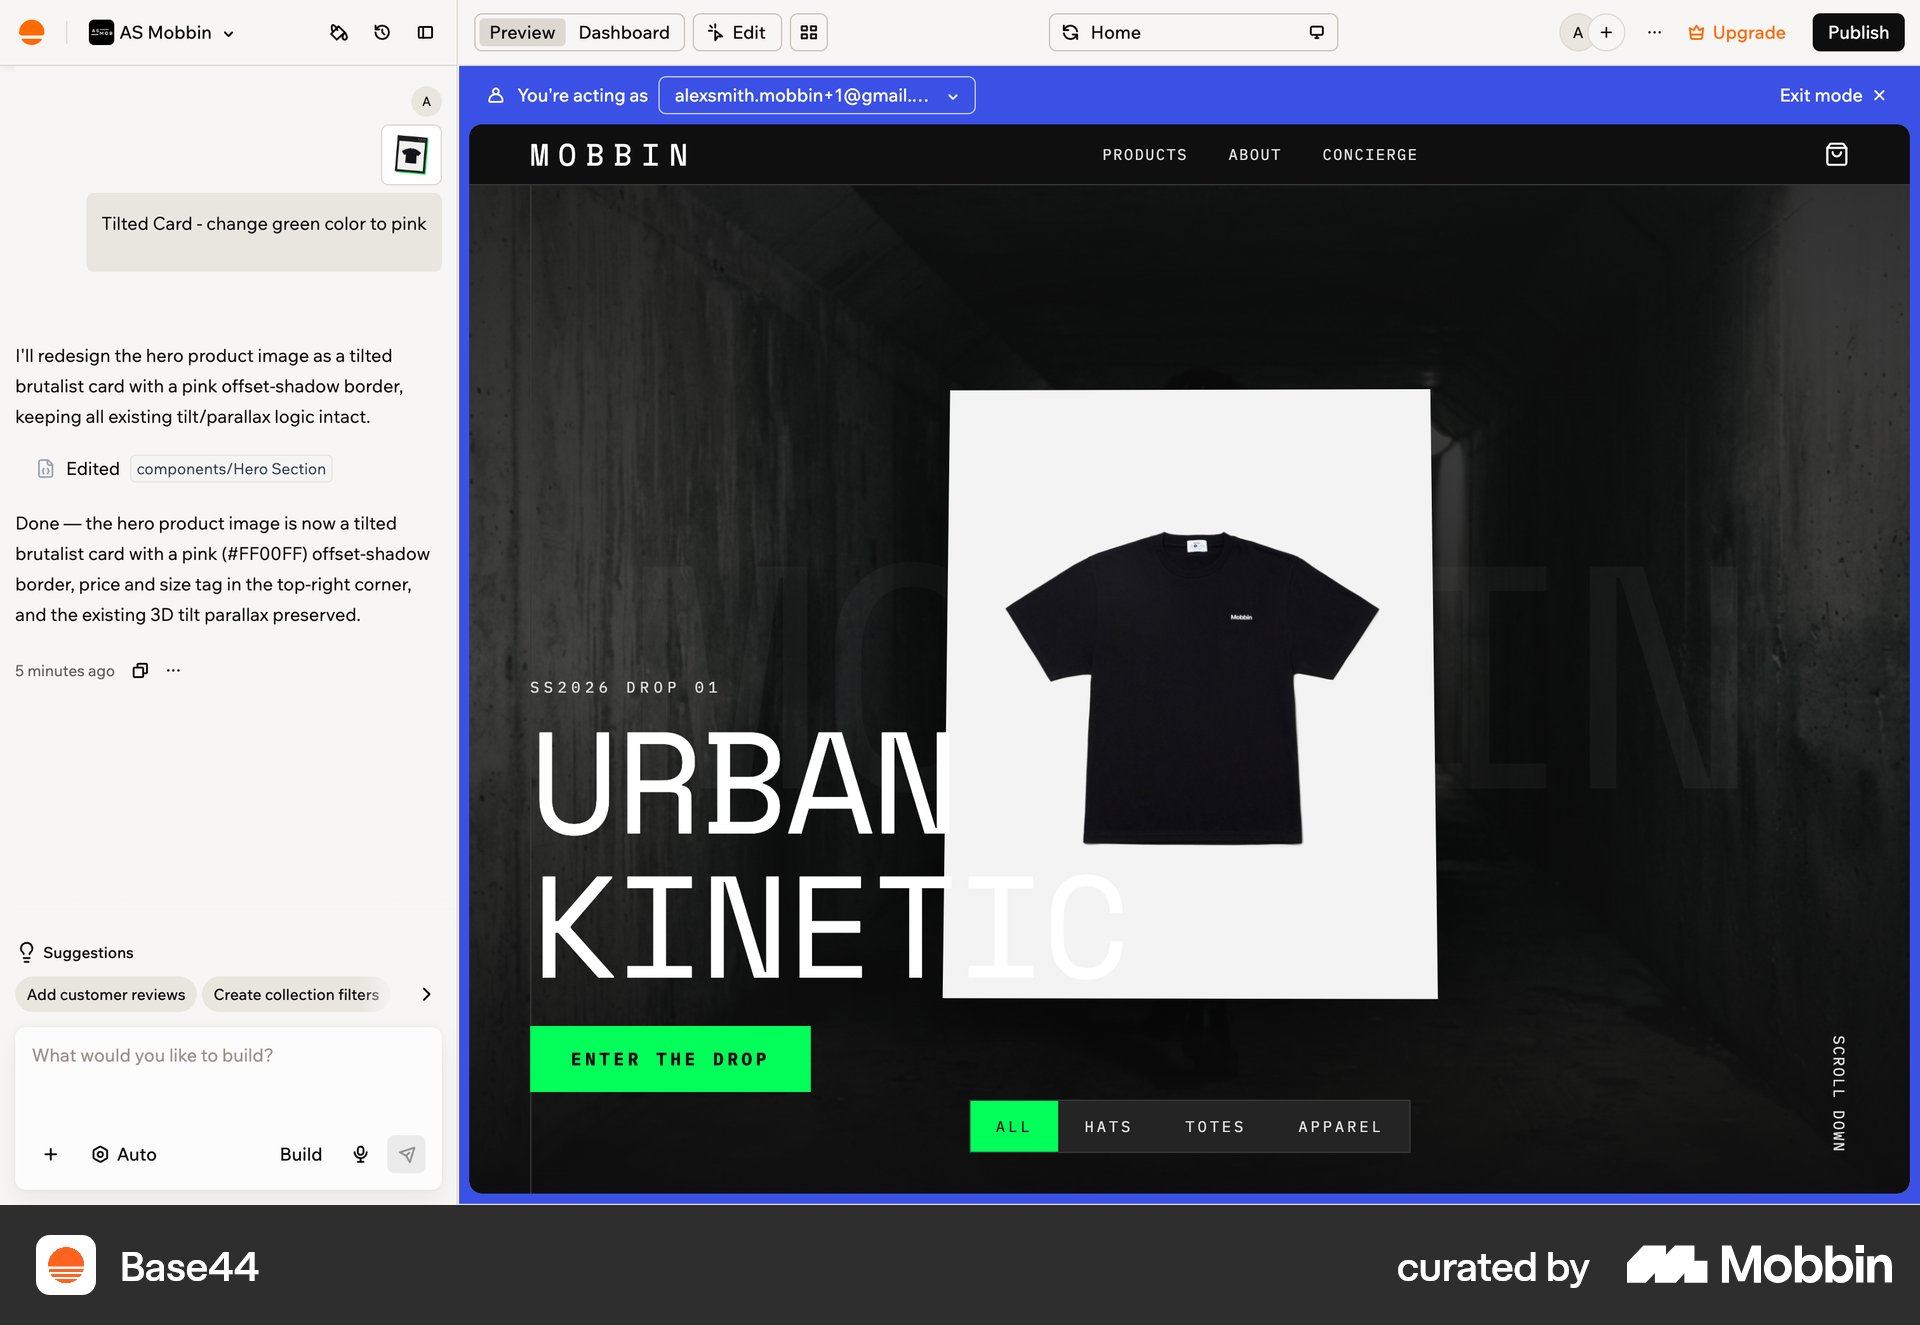 AS Mobbin
Preview
Dashboard
Edit
Home
A
Upgrade
Publish
A
Tilted Card - change green color to pink
I'll redesign the hero product image as a tilted
brutalist card with a pink offset-shadow border,
keeping all existing tilt/parallax logic intact.
Edited components/Hero Section
Done — the hero product image is now a tilted
brutalist card with a pink (#FF00FF) offset-shadow
border, price and size tag in the top-right corner,
and the existing 3D tilt parallax preserved.
5 minutes ago
Suggestions
Add customer reviews
Create collection filters
What would you like to build?
Auto
Build
You're acting as alexsmith.mobbin+1@gmail....
Exit mode
MOBBIN
PRODUCTS
ABOUT
CONCIERGE
Mobbin
SS2026 DROP 01
URBAN
KINETIC
ENTER THE DROP
ALL
HATS
TOTES
APPAREL
SCROLL DOWN
Base44
curated by
Mobbin